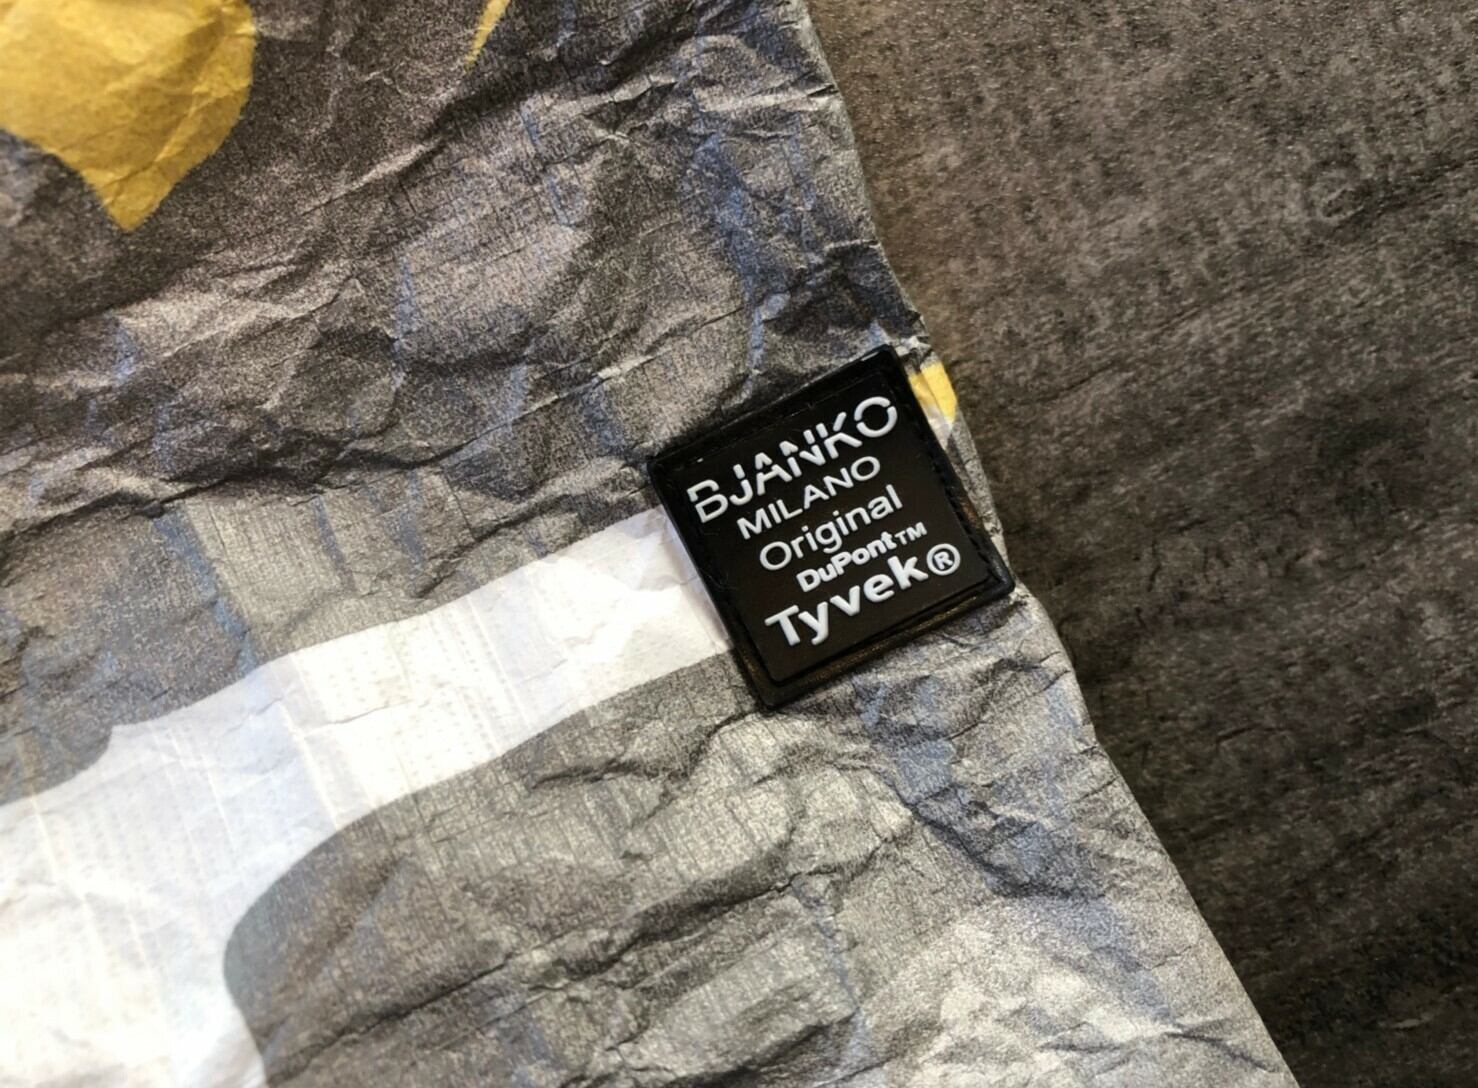 BJANKO
MILANO
Original
DuPont™
Tyvek®